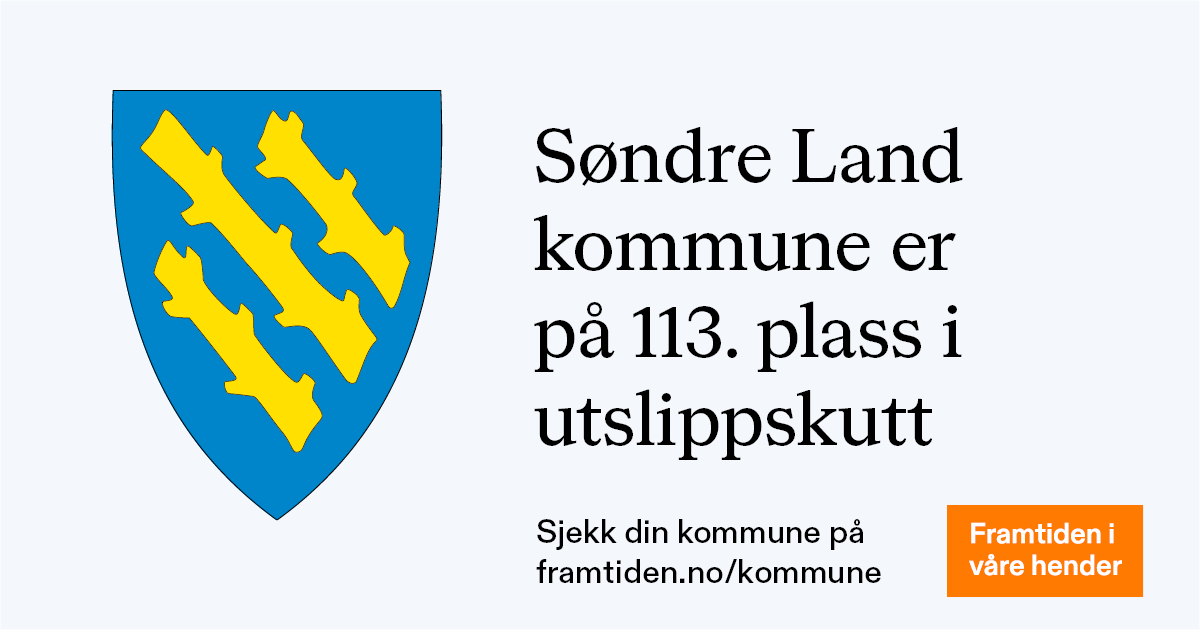 Søndre Land
kommune er
på 113. plass i
utslippskutt
Sjekk din kommune på
framtiden.no/kommune
Framtiden i
våre hender